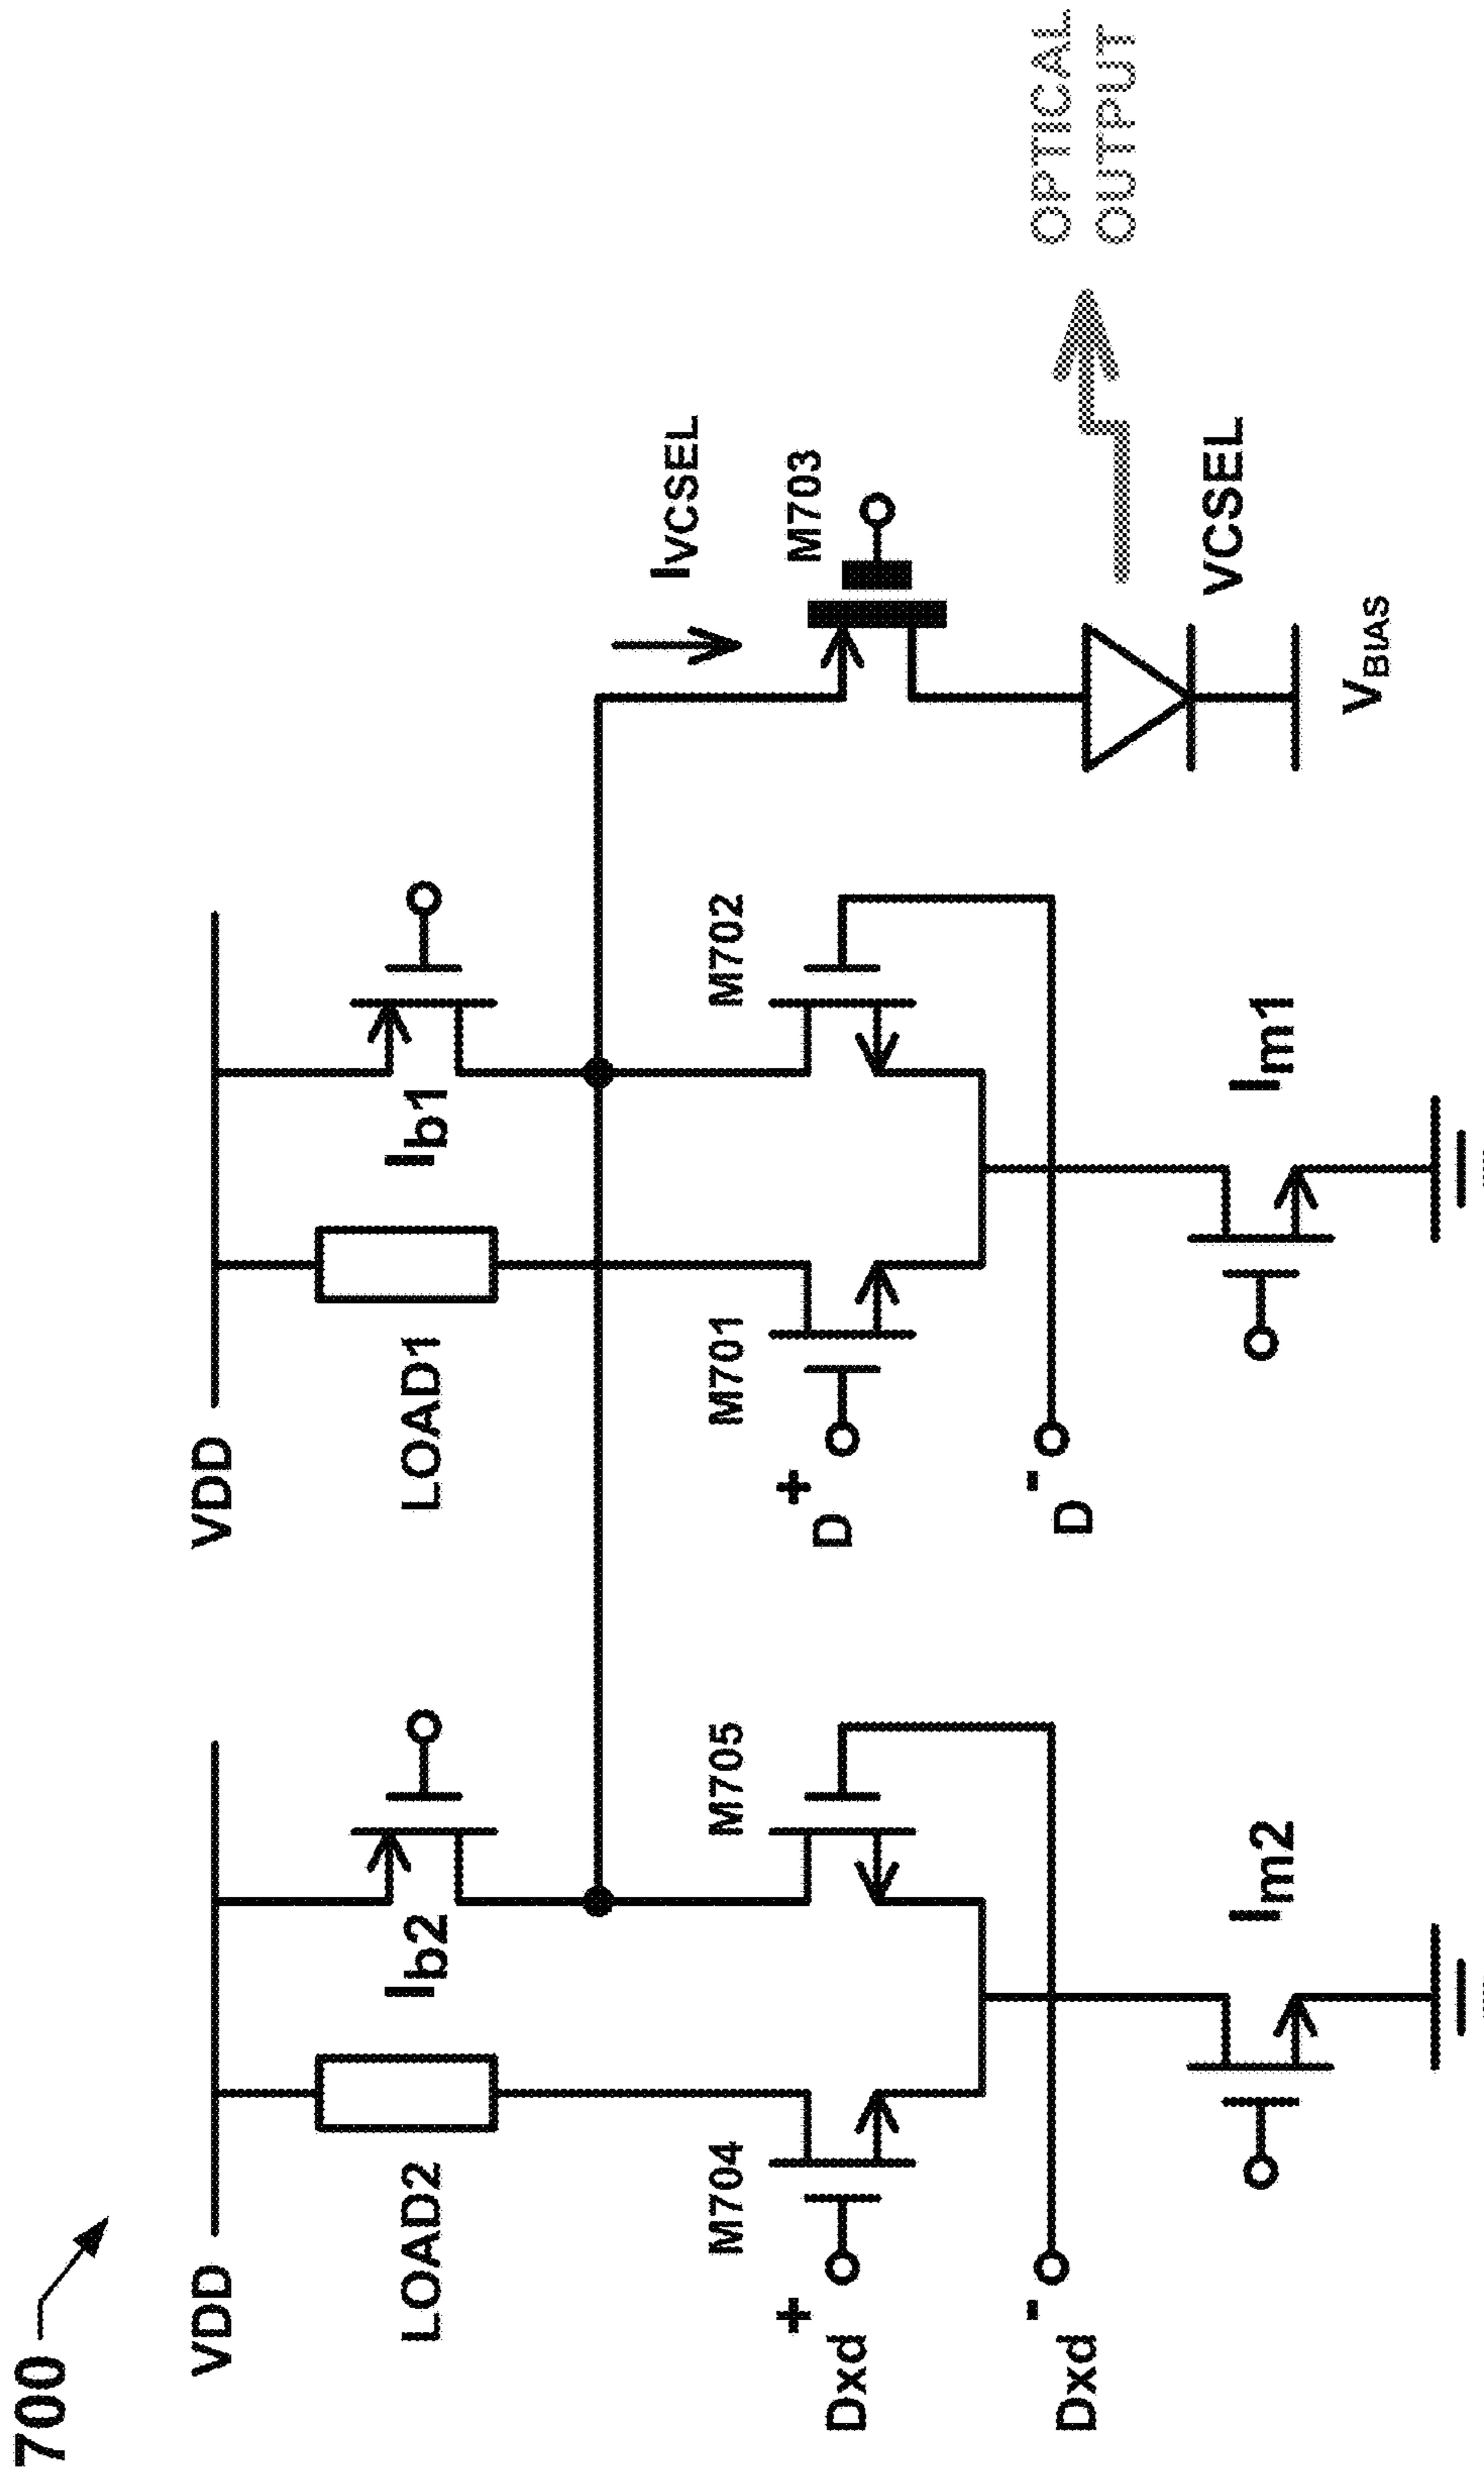 700
VDD
VDD
LOAD2
Ib2
LOAD1
Ib1
IVCSEL
M704
M705
M701
M702
M703
Dxd+
D+
OPTICAL
OUTPUT
Dxd-
D-
VCSEL
Im2
Im1
VBIAS